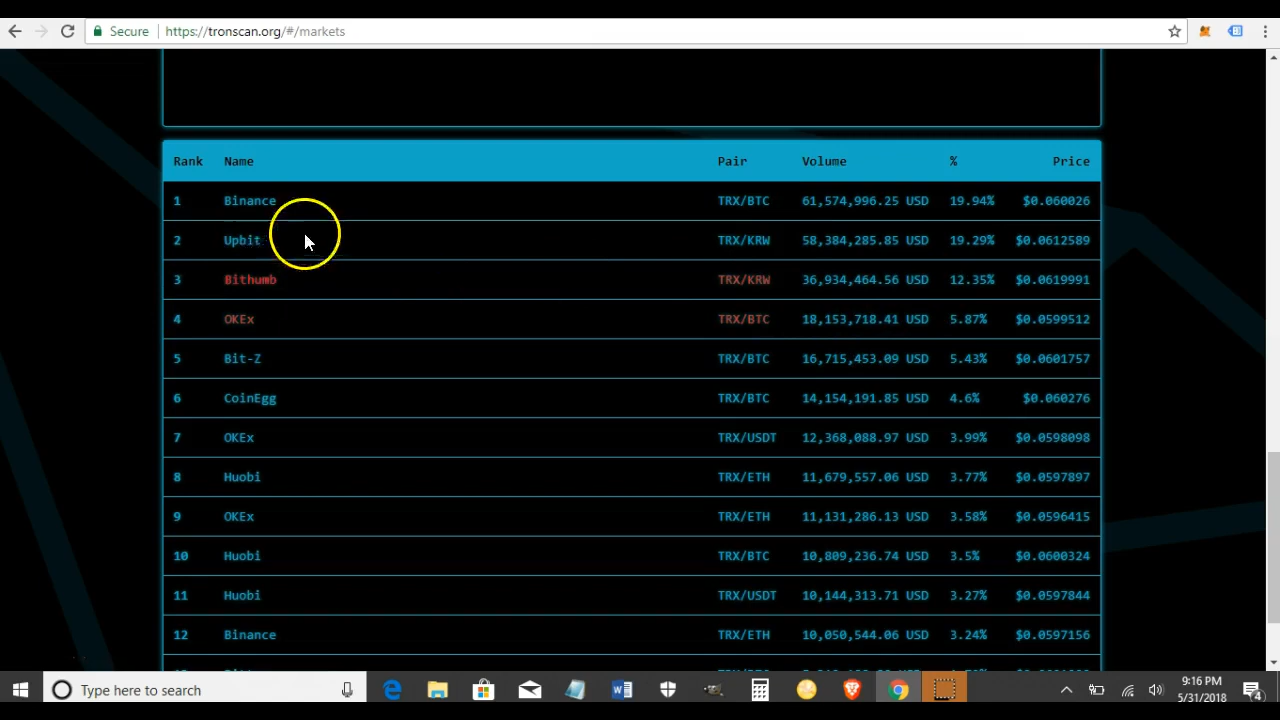 Secure https://tronscan.org/#/markets
Rank Name Pair Volume % Price
1 Binance TRX/BTC 61,574,996.25 USD 19.94% $0.060026
2 Upbit TRX/KRW 58,384,285.85 USD 19.29% $0.0612589
3 Bithumb TRX/KRW 36,934,464.56 USD 12.35% $0.0619991
4 OKEx TRX/BTC 18,153,718.41 USD 5.87% $0.0599512
5 Bit-Z TRX/BTC 16,715,453.09 USD 5.43% $0.0601757
6 CoinEgg TRX/BTC 14,154,191.85 USD 4.6% $0.060276
7 OKEx TRX/USDT 12,368,088.97 USD 3.99% $0.0598098
8 Huobi TRX/ETH 11,679,557.06 USD 3.77% $0.0597897
9 OKEx TRX/ETH 11,131,286.13 USD 3.58% $0.0596415
10 Huobi TRX/BTC 10,809,236.74 USD 3.5% $0.0600324
11 Huobi TRX/USDT 10,144,313.71 USD 3.27% $0.0597844
12 Binance TRX/ETH 10,050,544.06 USD 3.24% $0.0597156
Type here to search
9:16 PM
5/31/2018
4